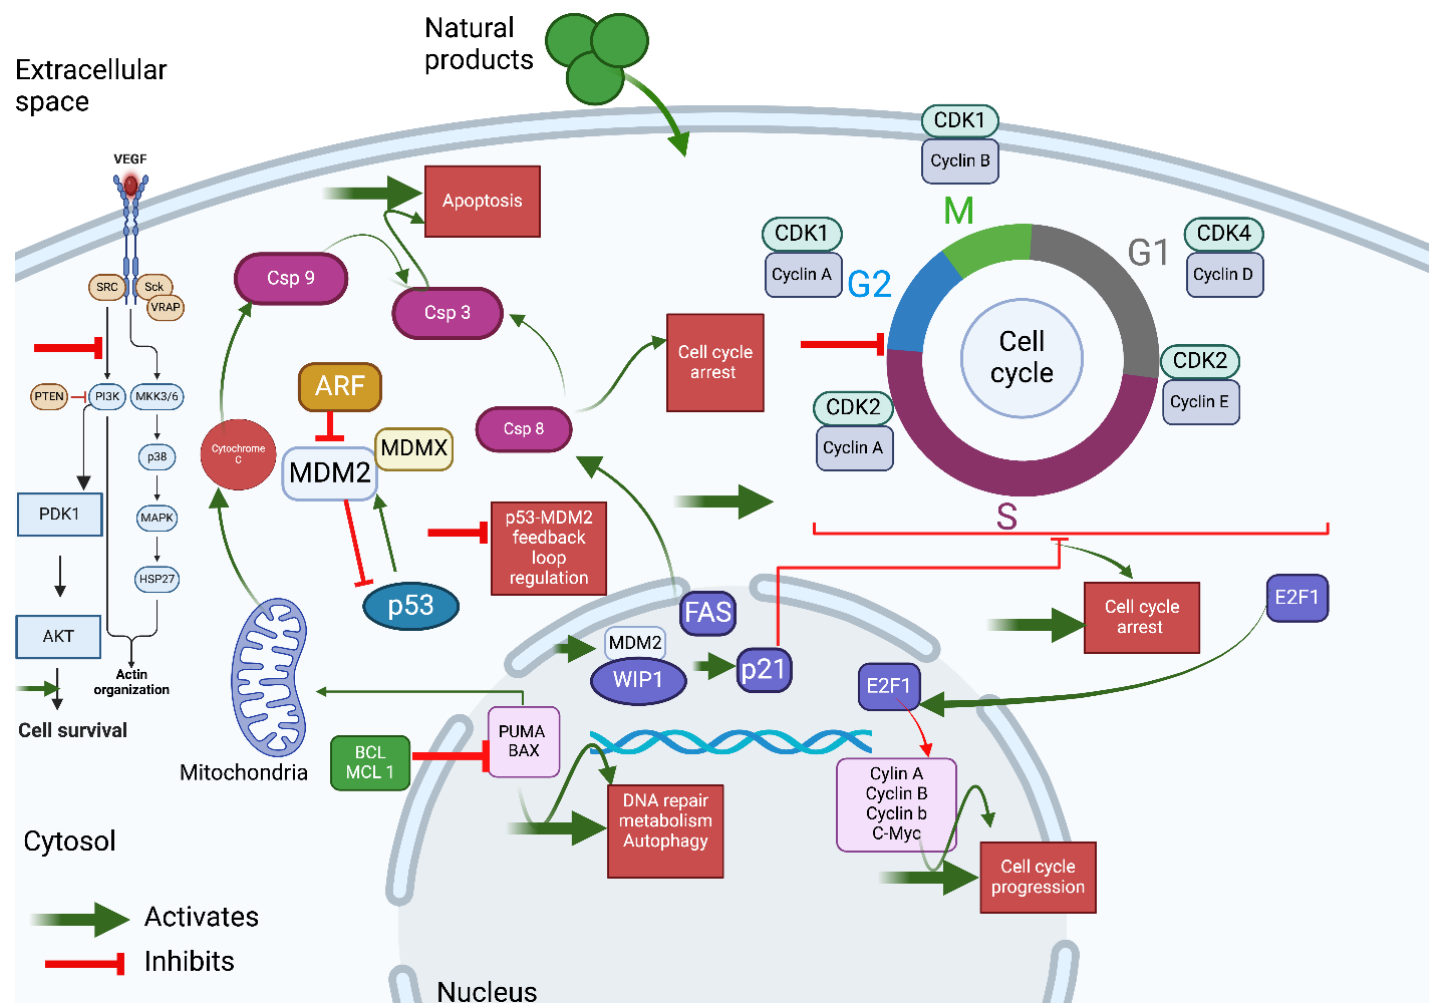 Natural
products
Extracellular
space
VEGF
SRC
Sck
VRAP
PTEN
PI3K
MKK3/6
p38
PDK1
MAPK
HSP27
AKT
Actin
organization
Cell survival
Apoptosis
Csp 9
Csp 3
Csp 8
Cytochrome
C
ARF
MDM2
MDMX
p53
p53-MDM2
feedback
loop
regulation
Cell cycle
arrest
CDK1
Cyclin B
M
CDK1
Cyclin A
G2
G1
CDK4
Cyclin D
Cell
cycle
CDK2
Cyclin E
CDK2
Cyclin A
S
Cell cycle
arrest
E2F1
FAS
MDM2
WIP1
p21
E2F1
Mitochondria
BCL
MCL 1
PUMA
BAX
DNA repair
metabolism
Autophagy
Cylin A
Cyclin B
Cyclin b
C-Myc
Cell cycle
progression
Cytosol
Activates
Inhibits
Nucleus